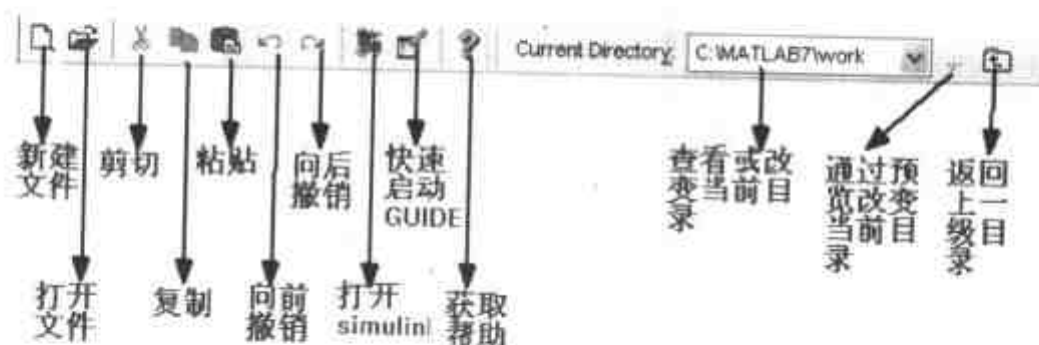 Current Directory: C:\MATLAB7\work
新建
文件
剪切
粘贴
向后
撤销
快速
启动
GUIDE
查看或改
变当前目
录
通过预
览改变
当前目
录
返回
上一
级目
录
打开
文件
复制
向前
撤销
打开
simulin
获取
帮助